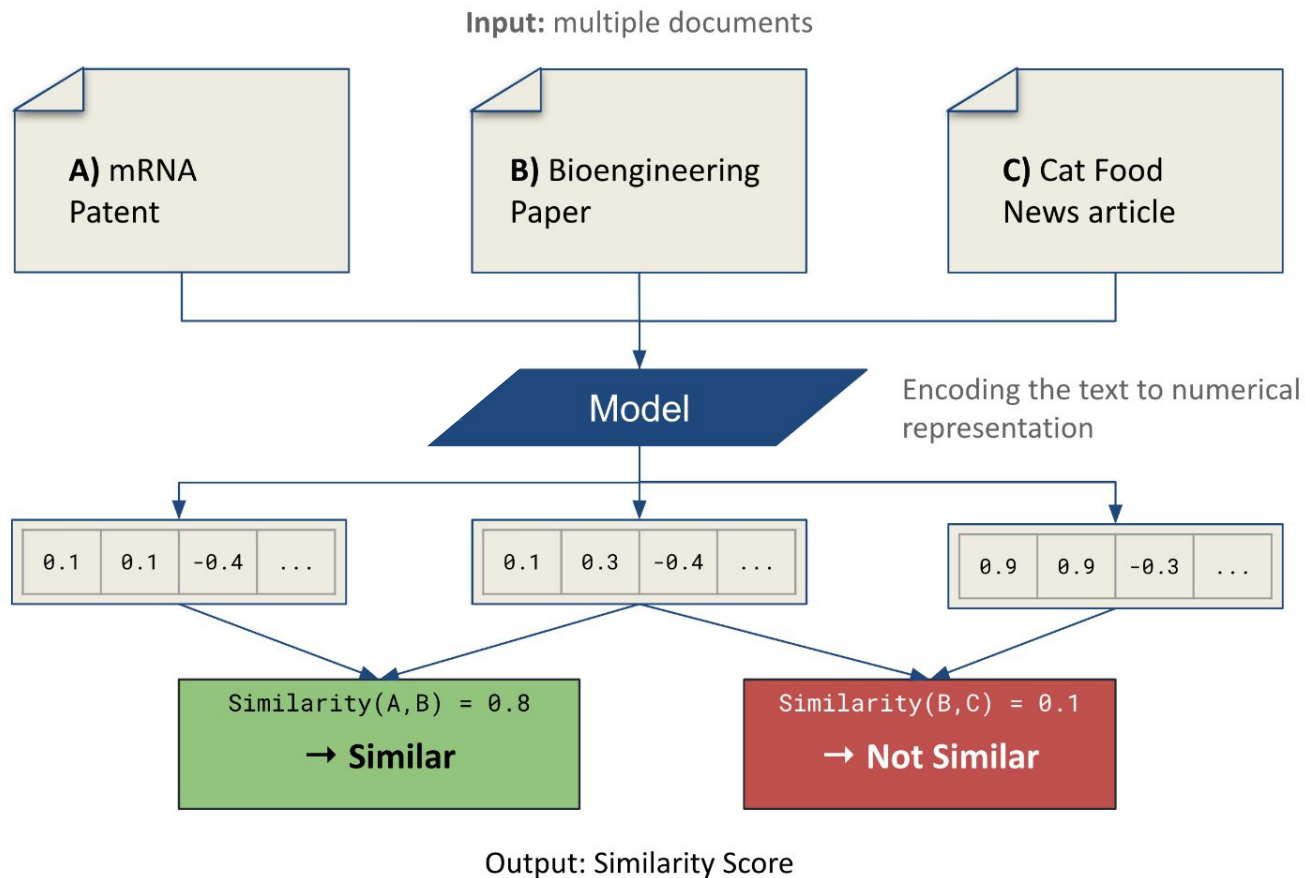 Input: multiple documents
A) mRNA
Patent
B) Bioengineering
Paper
C) Cat Food
News article
Model
Encoding the text to numerical
representation
0.1 0.1 -0.4 ...
0.1 0.3 -0.4 ...
0.9 0.9 -0.3 ...
Similarity(A,B) = 0.8
→ Similar
Similarity(B,C) = 0.1
→ Not Similar
Output: Similarity Score